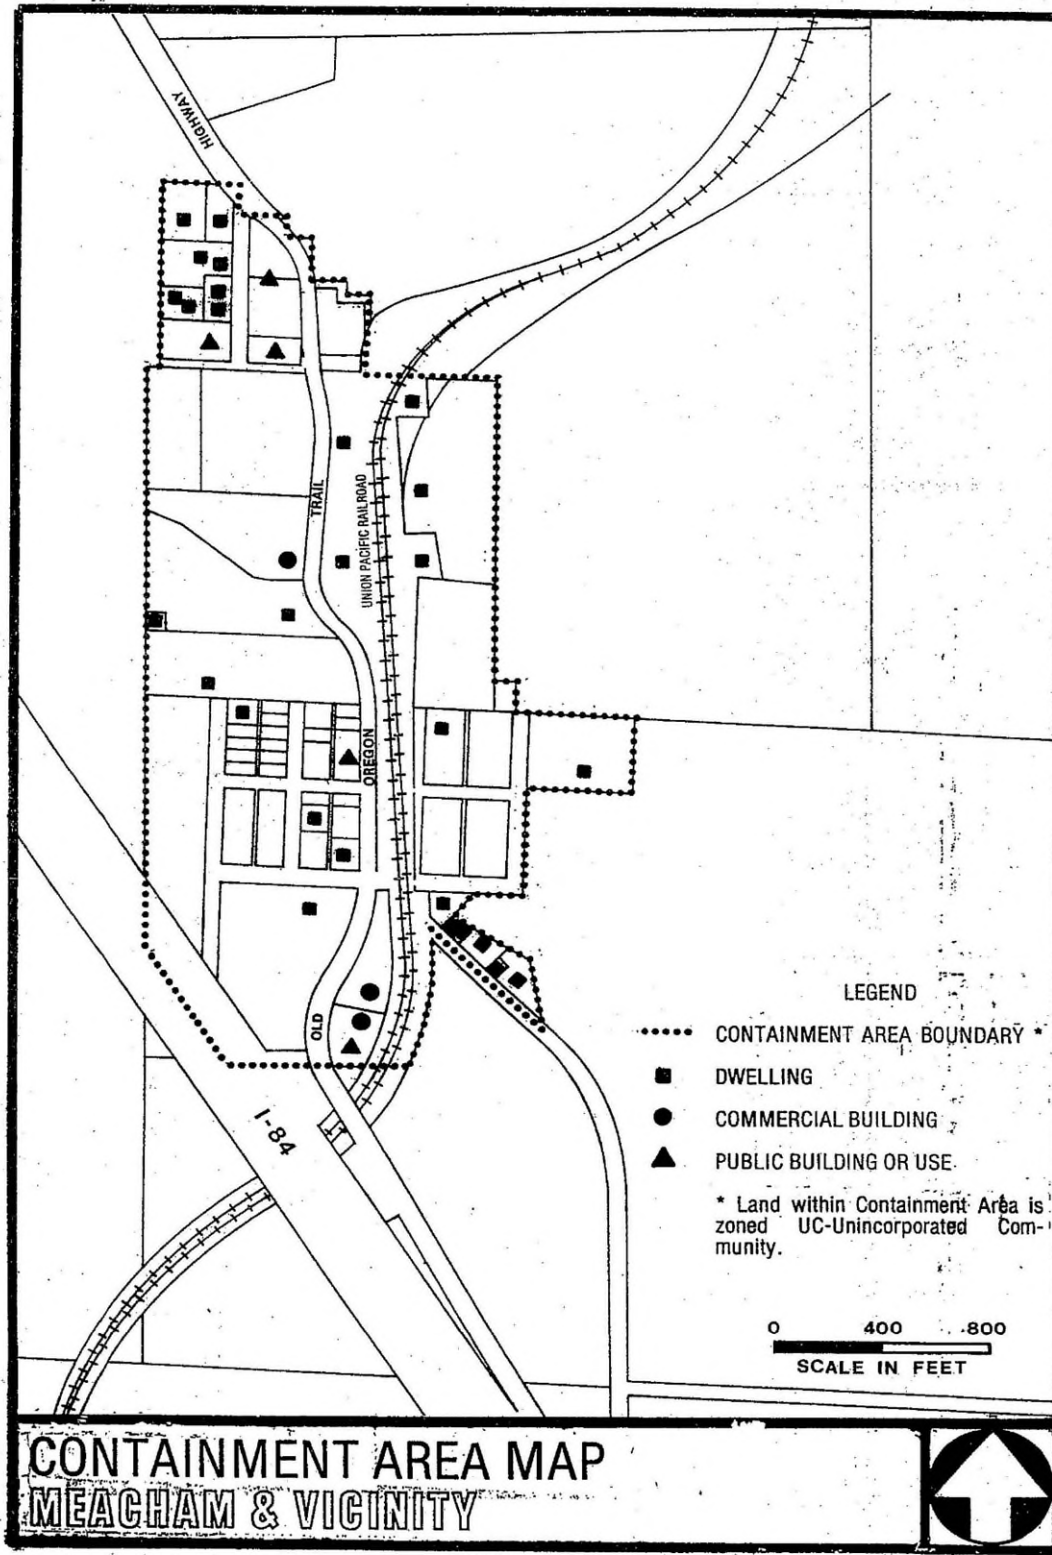 HIGHWAY
TRAIL
UNION PACIFIC RAILROAD
OREGON
OLD
I-84
LEGEND
CONTAINMENT AREA BOUNDARY *
DWELLING
COMMERCIAL BUILDING
PUBLIC BUILDING OR USE
* Land within Containment Area is
zoned UC-Unincorporated Com-
munity.
0 400 800
SCALE IN FEET
CONTAINMENT AREA MAP
MEACHAM & VICINITY